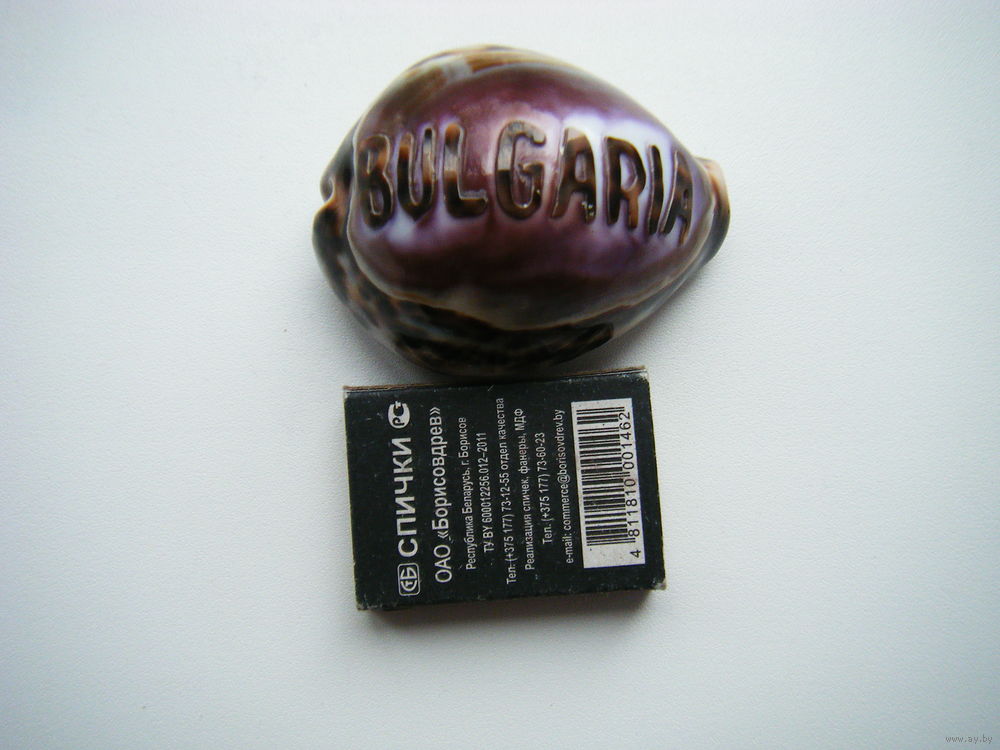 BULGARIA
СТБ СПИЧКИ РСТ
ОАО «Борисовдрев»
Республика Беларусь, г. Борисов
ТУ BY 600012256.012–2011
Тел. (+375 177) 73-12-55 отдел качества
Реализация спичек, фанеры, МДФ
Тел. (+375 177) 73-60-23
e-mail: commerce@borisovdrev.by
4 811810 001462
www.ay.by